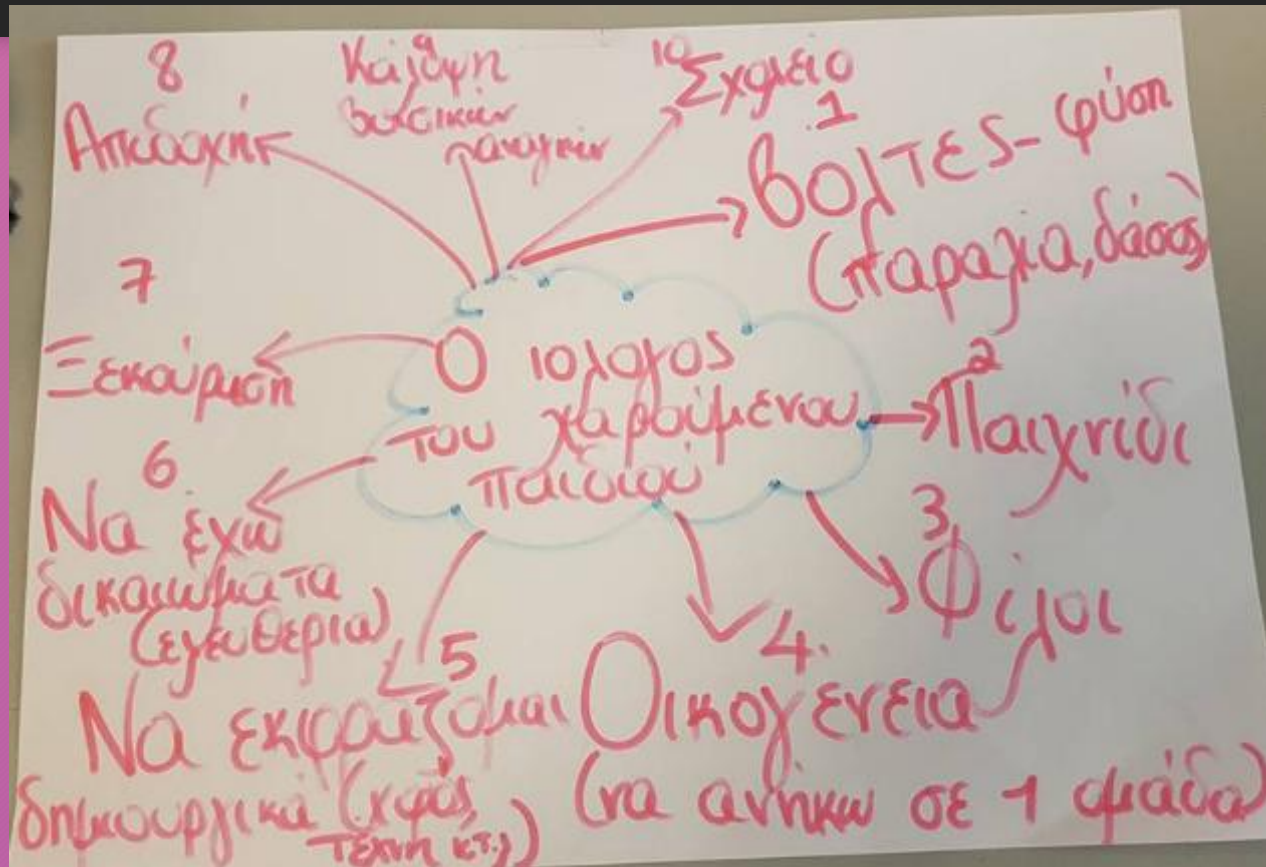 8
Αποδοχή
9
Κάλυψη
βασικών
αναγκών
10
Σχολείο
1
βολτες - φύση
(παραλία, δάσος)
2
Παιχνίδι
3.
Φίλοι
4.
Οικογένεια
(να ανήκω σε 1 ομάδα)
5
Να εκφράζομαι
δημιουργικά (χορός,
τέχνη κτλ)
6.
Να έχω
δικαιώματα
(ελευθερία)
7
Ξεκούραση
Ο ιολογος
του χαρούμενου
παιδιού